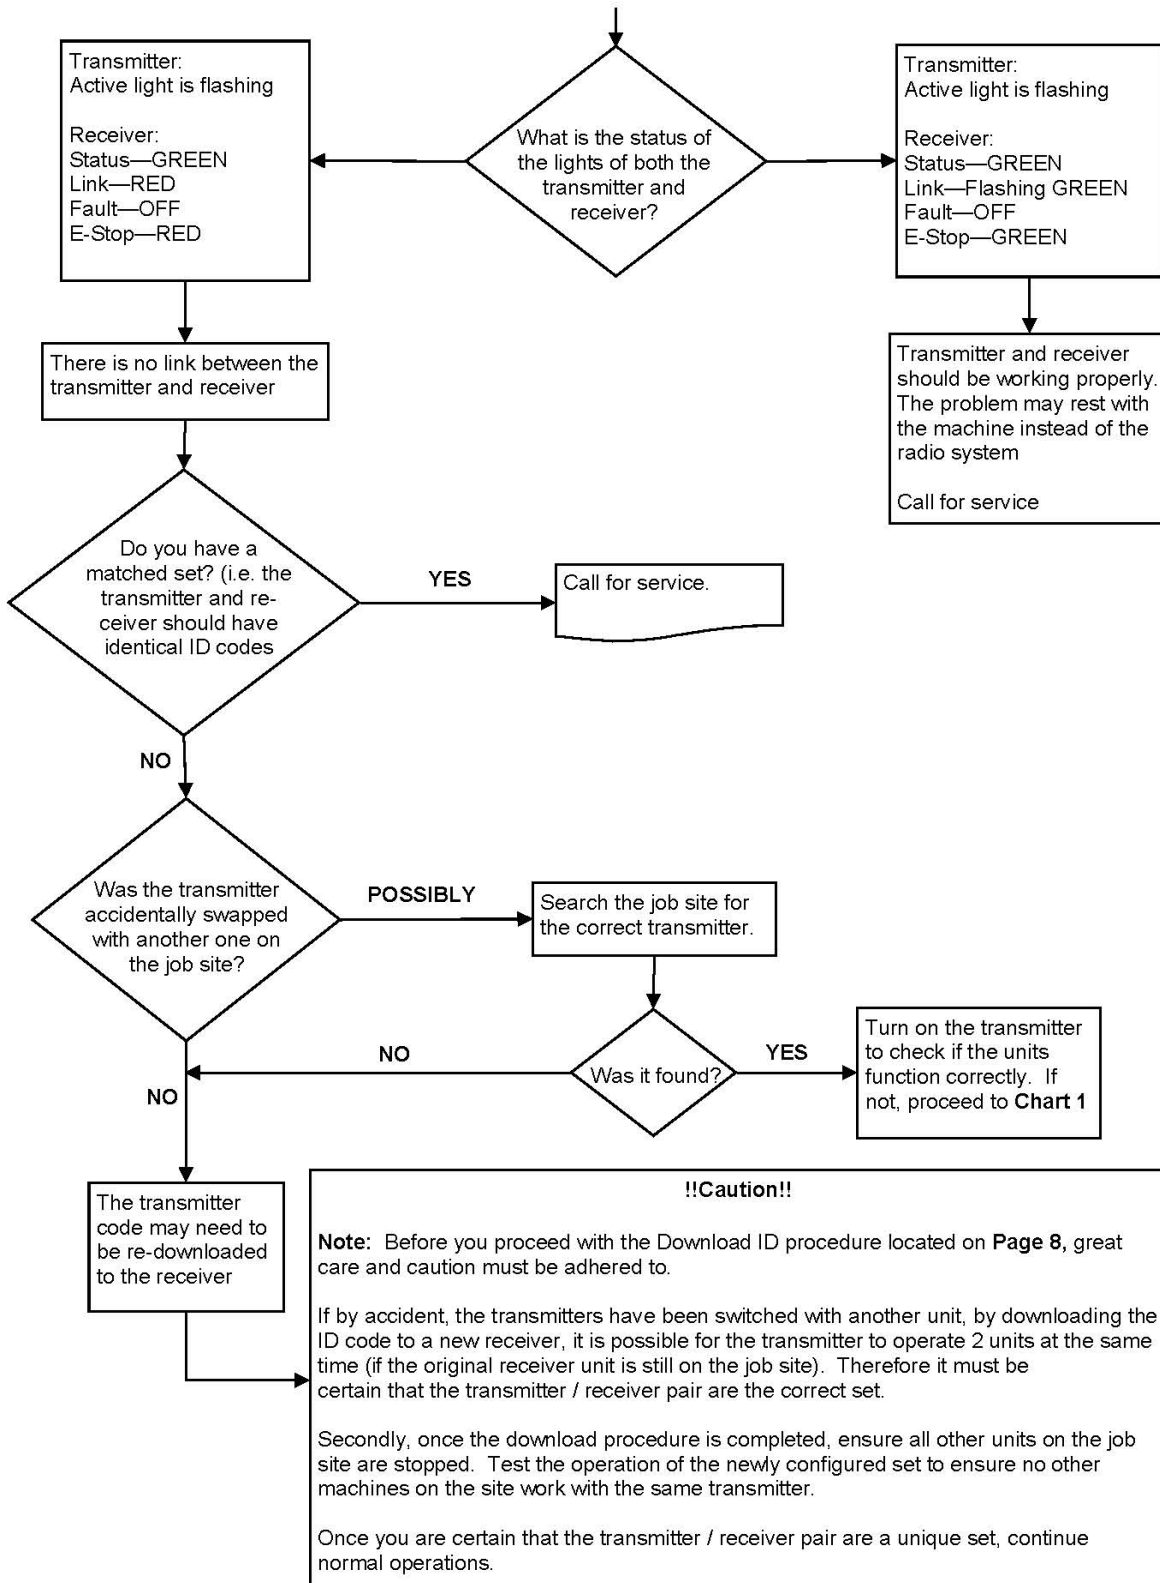 Transmitter:
Active light is flashing
Receiver:
Status—GREEN
Link—RED
Fault—OFF
E-Stop—RED
What is the status of
the lights of both the
transmitter and
receiver?
Transmitter:
Active light is flashing
Receiver:
Status—GREEN
Link—Flashing GREEN
Fault—OFF
E-Stop—GREEN
There is no link between the
transmitter and receiver
Transmitter and receiver
should be working properly.
The problem may rest with
the machine instead of the
radio system
Call for service
Do you have a
matched set? (i.e. the
transmitter and re-
ceiver should have
identical ID codes
YES
Call for service.
NO
Was the transmitter
accidentally swapped
with another one on
the job site?
POSSIBLY
Search the job site for
the correct transmitter.
NO
Was it found?
YES
Turn on the transmitter
to check if the units
function correctly.  If
not, proceed to Chart 1
NO
The transmitter
code may need to
be re-downloaded
to the receiver
!!Caution!!
Note:  Before you proceed with the Download ID procedure located on Page 8, great
care and caution must be adhered to.
If by accident, the transmitters have been switched with another unit, by downloading the
ID code to a new receiver, it is possible for the transmitter to operate 2 units at the same
time (if the original receiver unit is still on the job site).  Therefore it must be
certain that the transmitter / receiver pair are the correct set.
Secondly, once the download procedure is completed, ensure all other units on the job
site are stopped.  Test the operation of the newly configured set to ensure no other
machines on the site work with the same transmitter.
Once you are certain that the transmitter / receiver pair are a unique set, continue
normal operations.